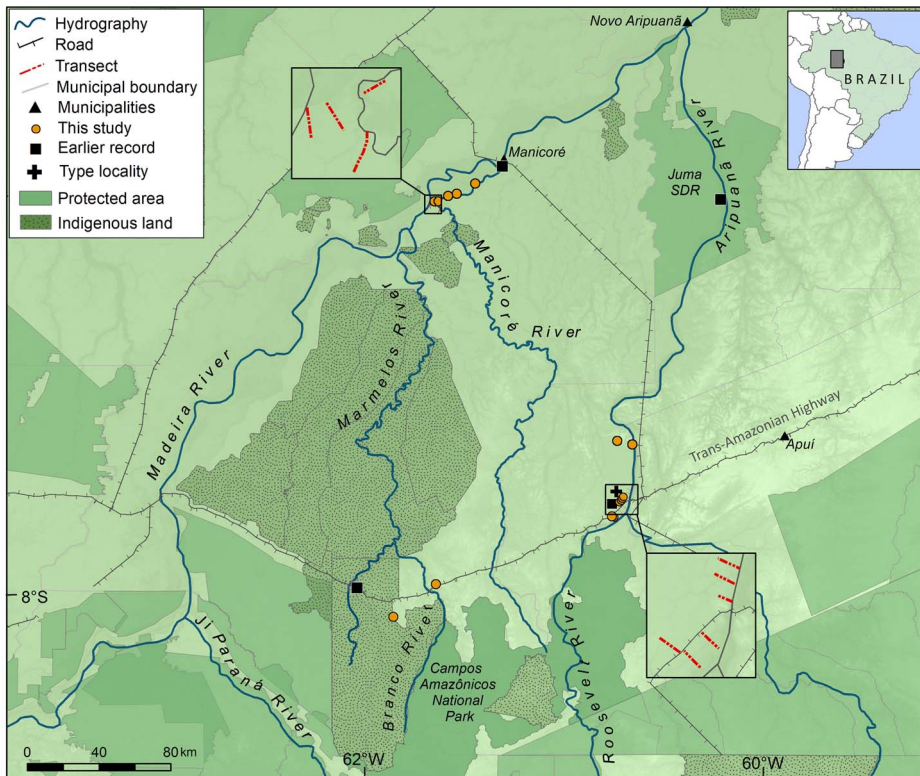 Hydrography
Road
Transect
Municipal boundary
Municipalities
This study
Earlier record
Type locality
Protected area
Indigenous land
Novo Aripuanã
BRAZIL
Manicoré
Juma
SDR
Aripuanã River
Manicoré
River
Marmelos River
Madeira River
Trans-Amazonian Highway
Apuí
8°S
Ji Paraná River
Branco River
Campos
Amazônicos
National
Park
Roosevelt River
0 40 80 km
62°W
60°W